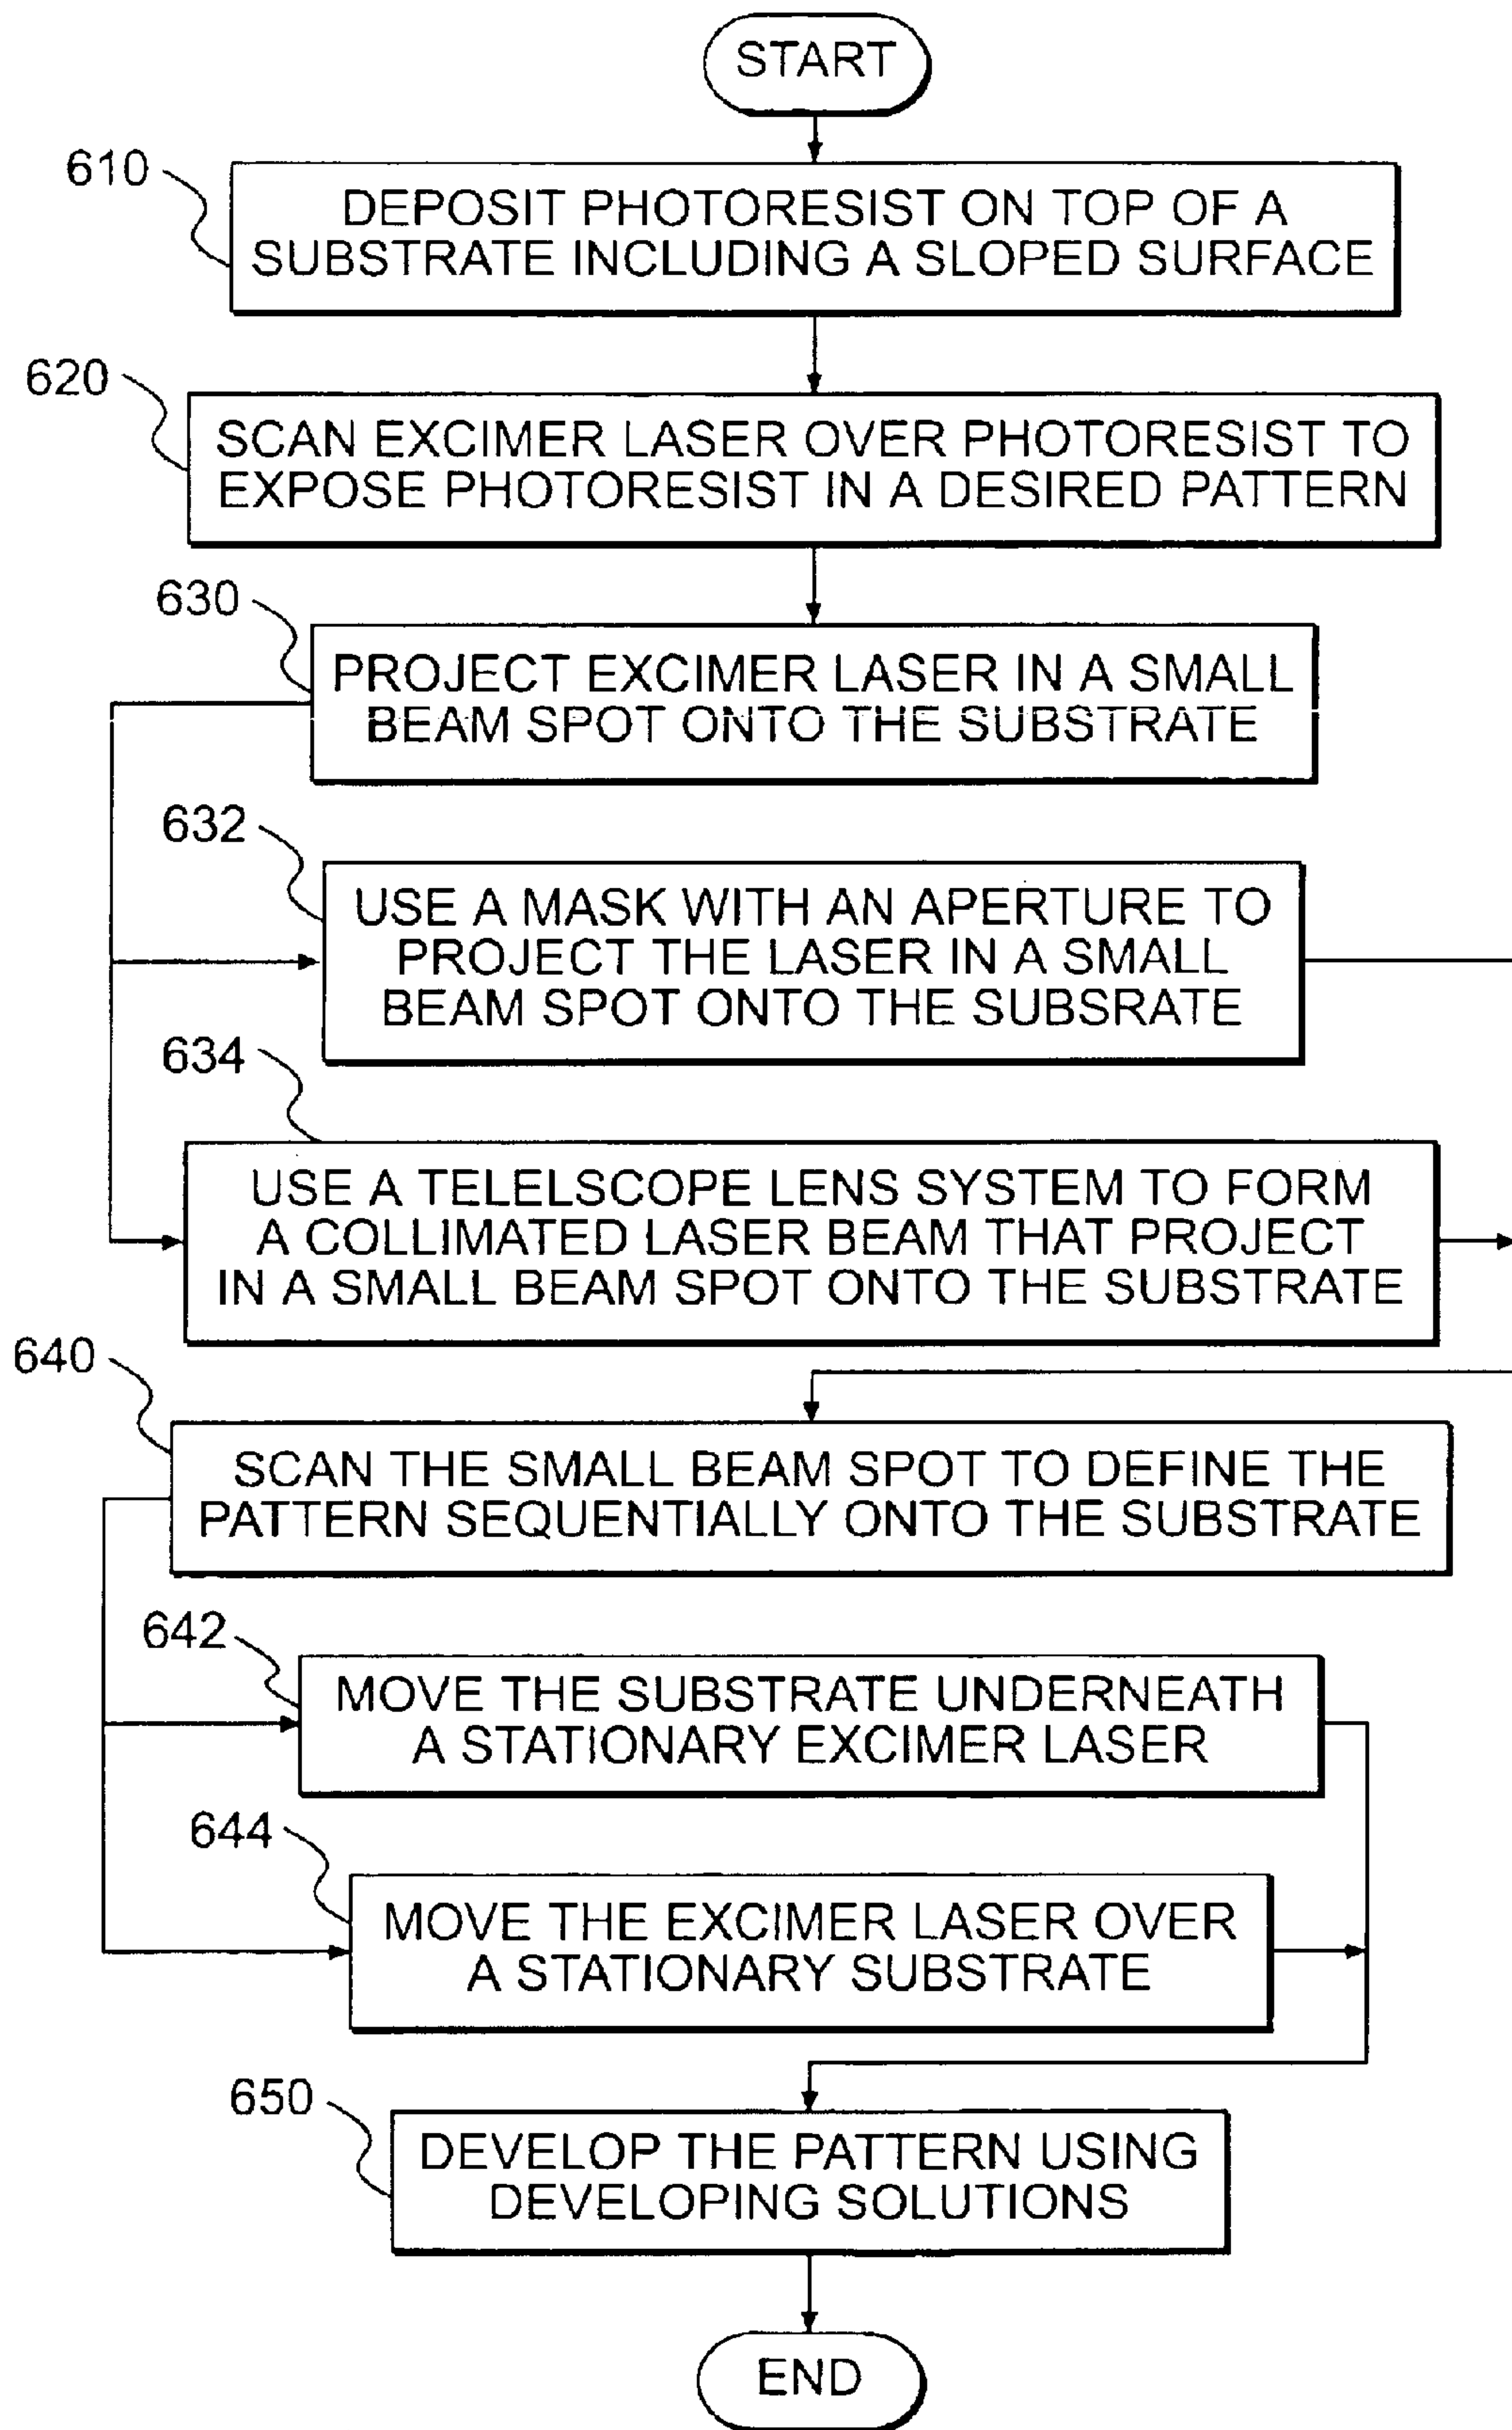 START
610
DEPOSIT PHOTORESIST ON TOP OF A
SUBSTRATE INCLUDING A SLOPED SURFACE
620
SCAN EXCIMER LASER OVER PHOTORESIST TO
EXPOSE PHOTORESIST IN A DESIRED PATTERN
630
PROJECT EXCIMER LASER IN A SMALL
BEAM SPOT ONTO THE SUBSTRATE
632
USE A MASK WITH AN APERTURE TO
PROJECT THE LASER IN A SMALL
BEAM SPOT ONTO THE SUBSRATE
634
USE A TELELSCOPE LENS SYSTEM TO FORM
A COLLIMATED LASER BEAM THAT PROJECT
IN A SMALL BEAM SPOT ONTO THE SUBSTRATE
640
SCAN THE SMALL BEAM SPOT TO DEFINE THE
PATTERN SEQUENTIALLY ONTO THE SUBSTRATE
642
MOVE THE SUBSTRATE UNDERNEATH
A STATIONARY EXCIMER LASER
644
MOVE THE EXCIMER LASER OVER
A STATIONARY SUBSTRATE
650
DEVELOP THE PATTERN USING
DEVELOPING SOLUTIONS
END